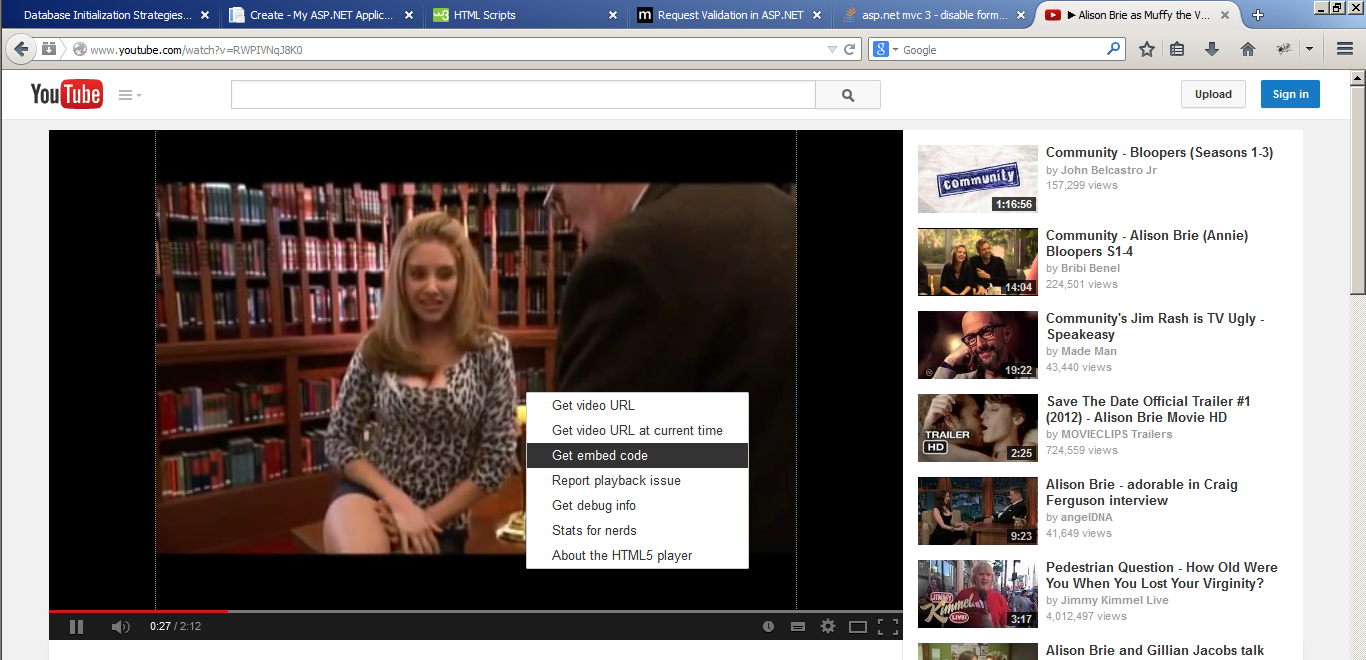 Database Initialization Strategies...
Create - My ASP.NET Applic...
HTML Scripts
Request Validation in ASP.NET
asp.net mvc 3 - disable form...
▶ Alison Brie as Muffy the V...
www.youtube.com/watch?v=RWPIVNqJ8K0
Google
YouTube
Upload
Sign in
community
1:16:56
Community - Bloopers (Seasons 1-3)
by John Belcastro Jr
157,299 views
14:04
Community - Alison Brie (Annie)
Bloopers S1-4
by Bribi Benel
224,501 views
19:22
Community's Jim Rash is TV Ugly -
Speakeasy
by Made Man
43,440 views
TRAILER
HD
2:25
Save The Date Official Trailer #1
(2012) - Alison Brie Movie HD
by MOVIECLIPS Trailers
724,559 views
9:23
Alison Brie - adorable in Craig
Ferguson interview
by angelDNA
41,649 views
JIMMY
KIMMEL
LIVE!
3:17
Pedestrian Question - How Old Were
You When You Lost Your Virginity?
by Jimmy Kimmel Live
4,012,497 views
Alison Brie and Gillian Jacobs talk
Get video URL
Get video URL at current time
Get embed code
Report playback issue
Get debug info
Stats for nerds
About the HTML5 player
0:27 / 2:12